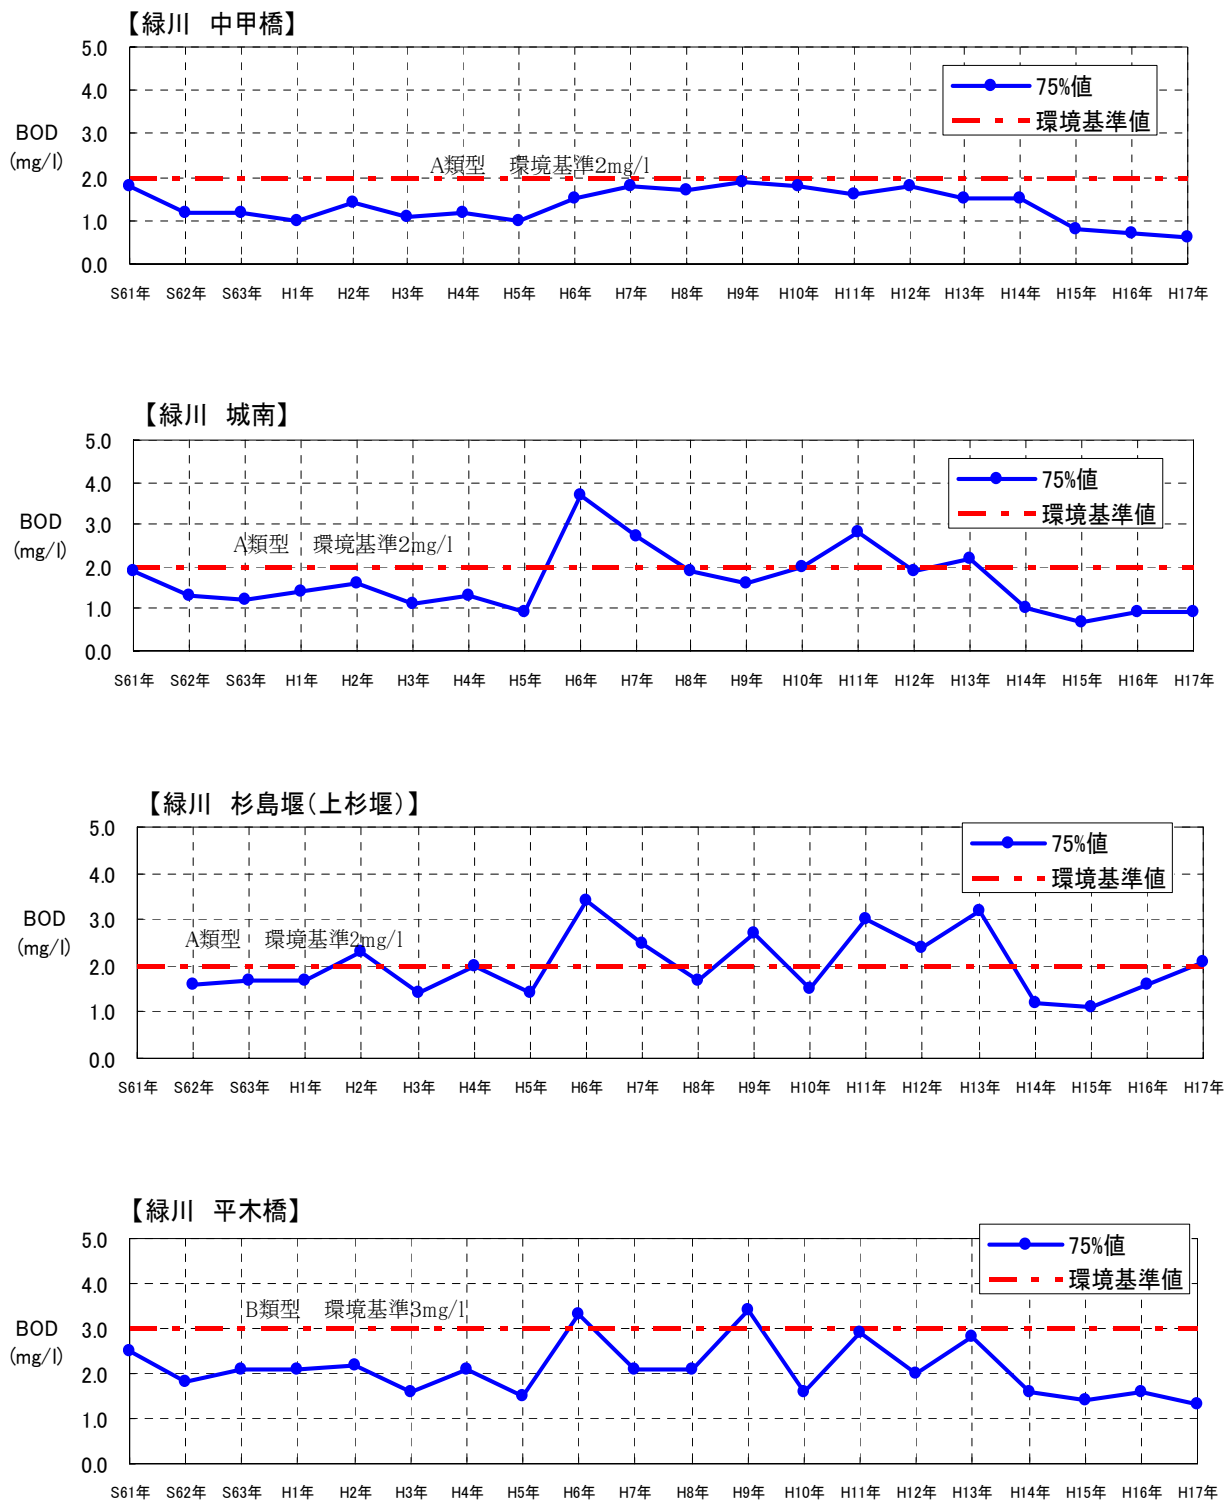 【緑川　中甲橋】
5.0
4.0
3.0
2.0
1.0
0.0
BOD
(mg/l)
75%値
環境基準値
A類型　環境基準2mg/l
S61年 S62年 S63年 H1年 H2年 H3年 H4年 H5年 H6年 H7年 H8年 H9年 H10年 H11年 H12年 H13年 H14年 H15年 H16年 H17年
【緑川　城南】
5.0
4.0
3.0
2.0
1.0
0.0
BOD
(mg/l)
75%値
環境基準値
A類型　環境基準2mg/l
S61年 S62年 S63年 H1年 H2年 H3年 H4年 H5年 H6年 H7年 H8年 H9年 H10年 H11年 H12年 H13年 H14年 H15年 H16年 H17年
【緑川　杉島堰(上杉堰)】
5.0
4.0
3.0
2.0
1.0
0.0
BOD
(mg/l)
75%値
環境基準値
A類型　環境基準2mg/l
S61年 S62年 S63年 H1年 H2年 H3年 H4年 H5年 H6年 H7年 H8年 H9年 H10年 H11年 H12年 H13年 H14年 H15年 H16年 H17年
【緑川　平木橋】
5.0
4.0
3.0
2.0
1.0
0.0
BOD
(mg/l)
75%値
環境基準値
B類型　環境基準3mg/l
S61年 S62年 S63年 H1年 H2年 H3年 H4年 H5年 H6年 H7年 H8年 H9年 H10年 H11年 H12年 H13年 H14年 H15年 H16年 H17年